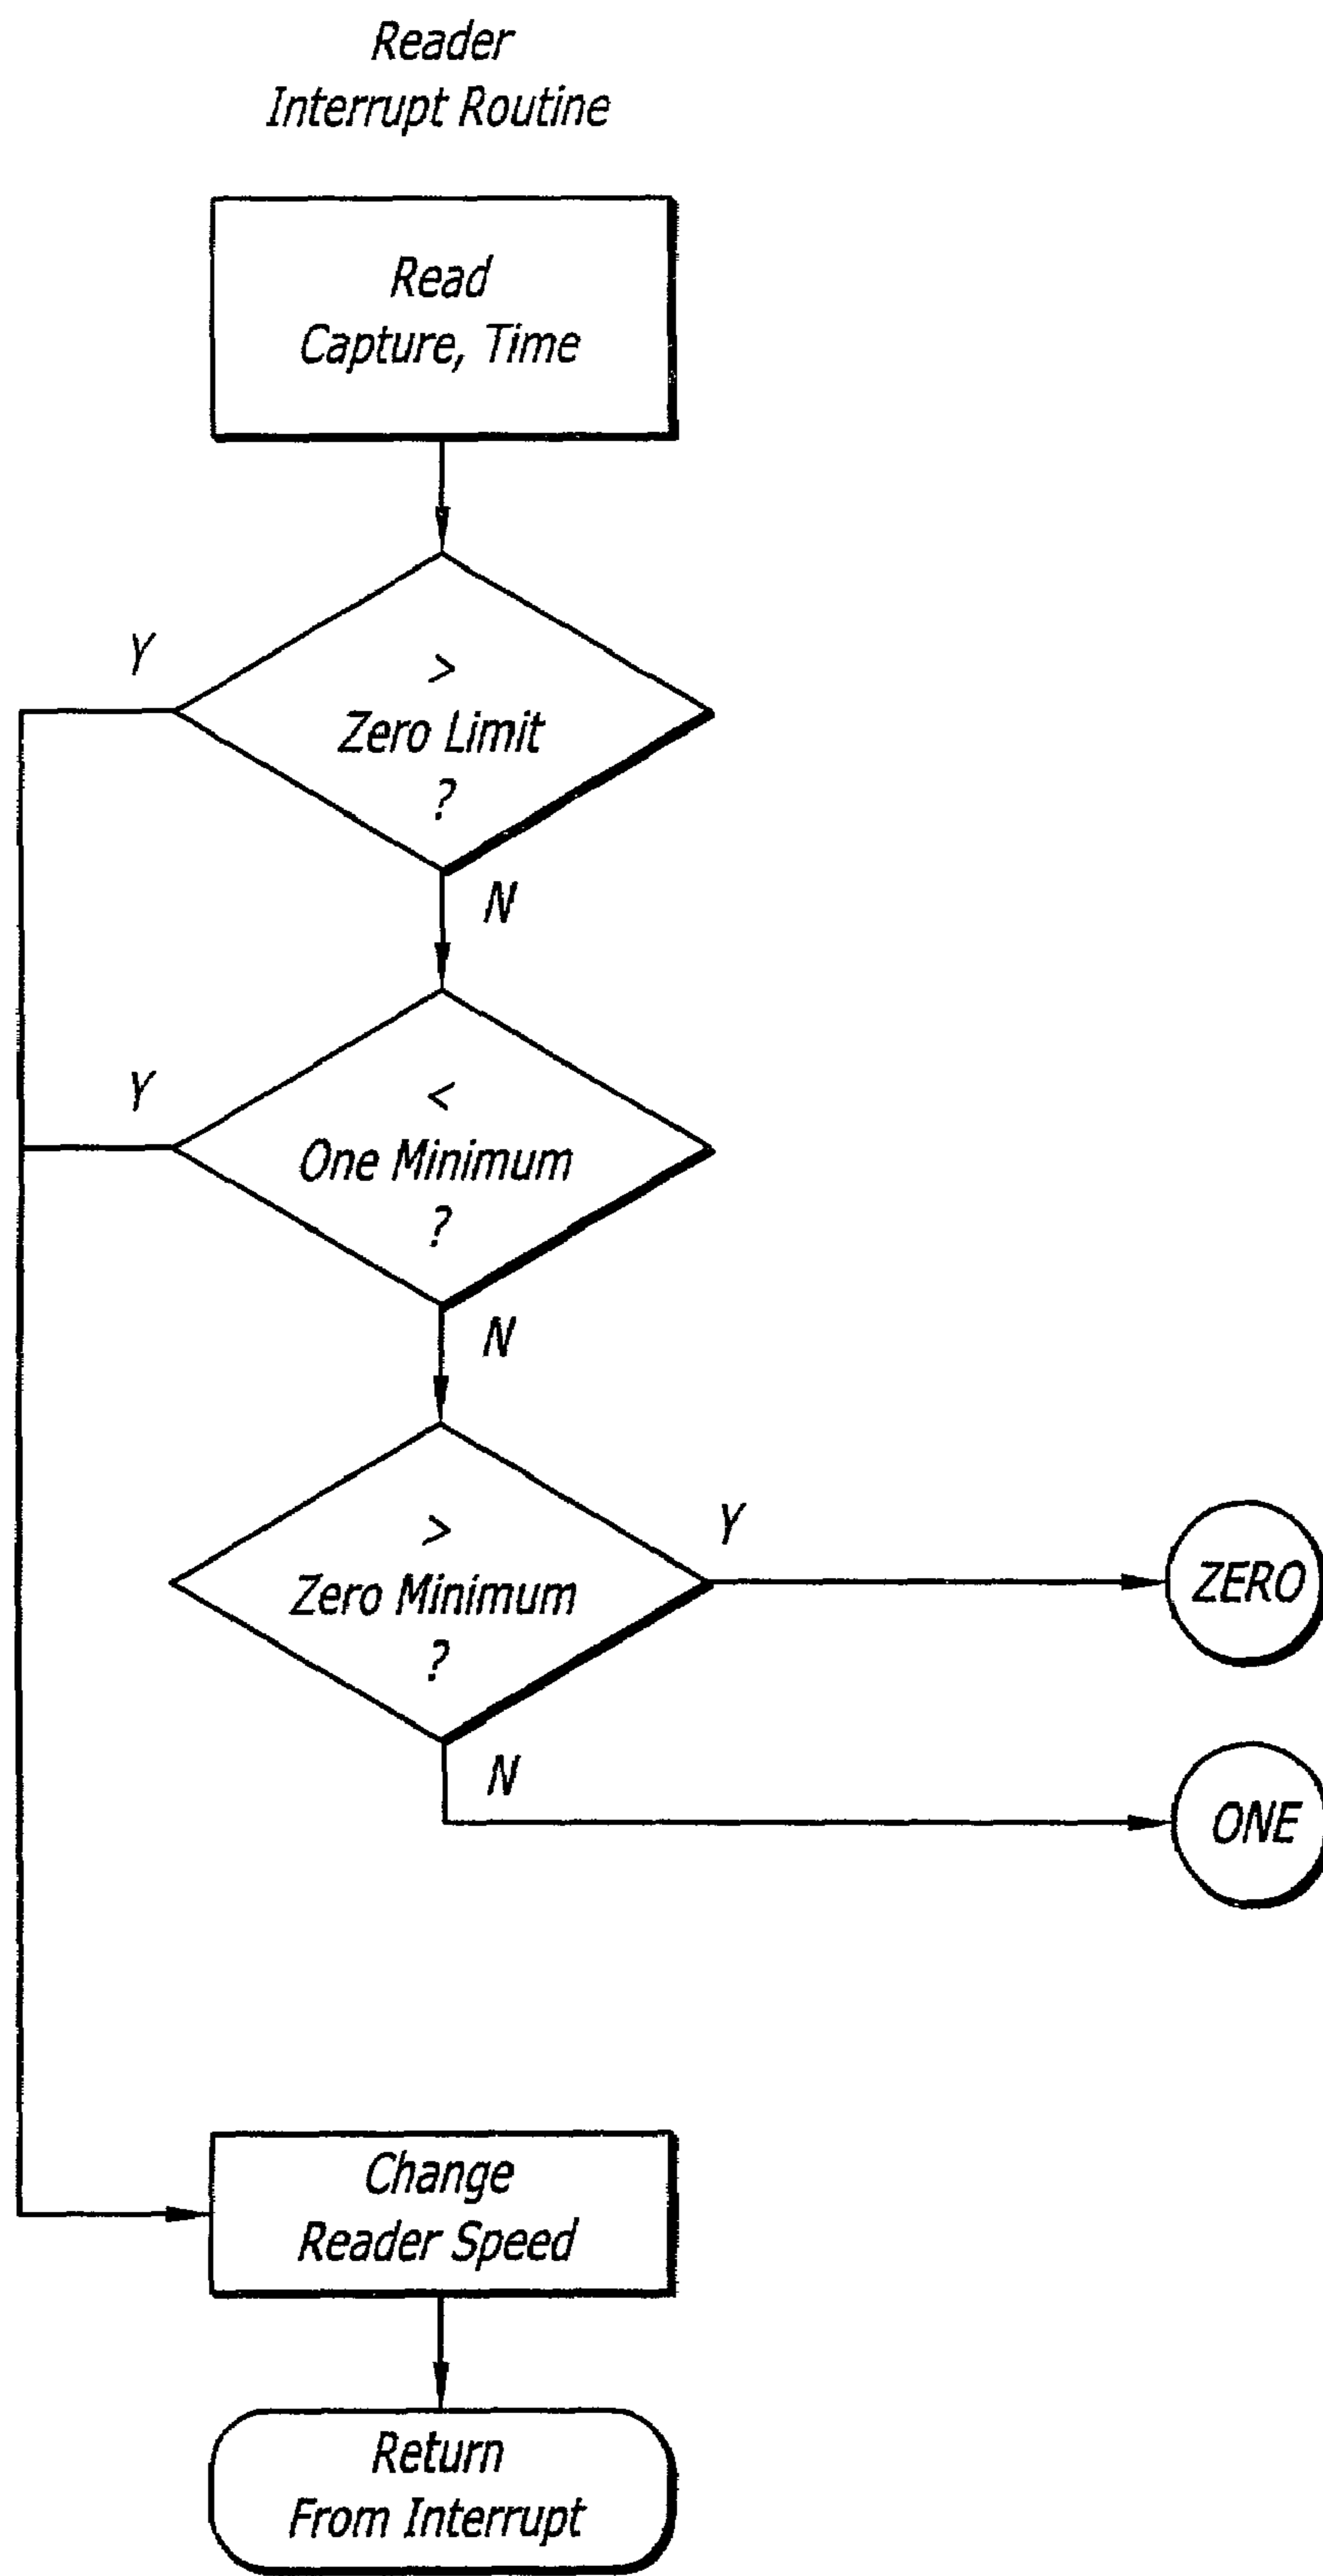 Reader
Interrupt Routine
Read
Capture, Time
Y
>
Zero Limit
?
N
Y
<
One Minimum
?
N
>
Zero Minimum
?
Y
ZERO
N
ONE
Change
Reader Speed
Return
From Interrupt